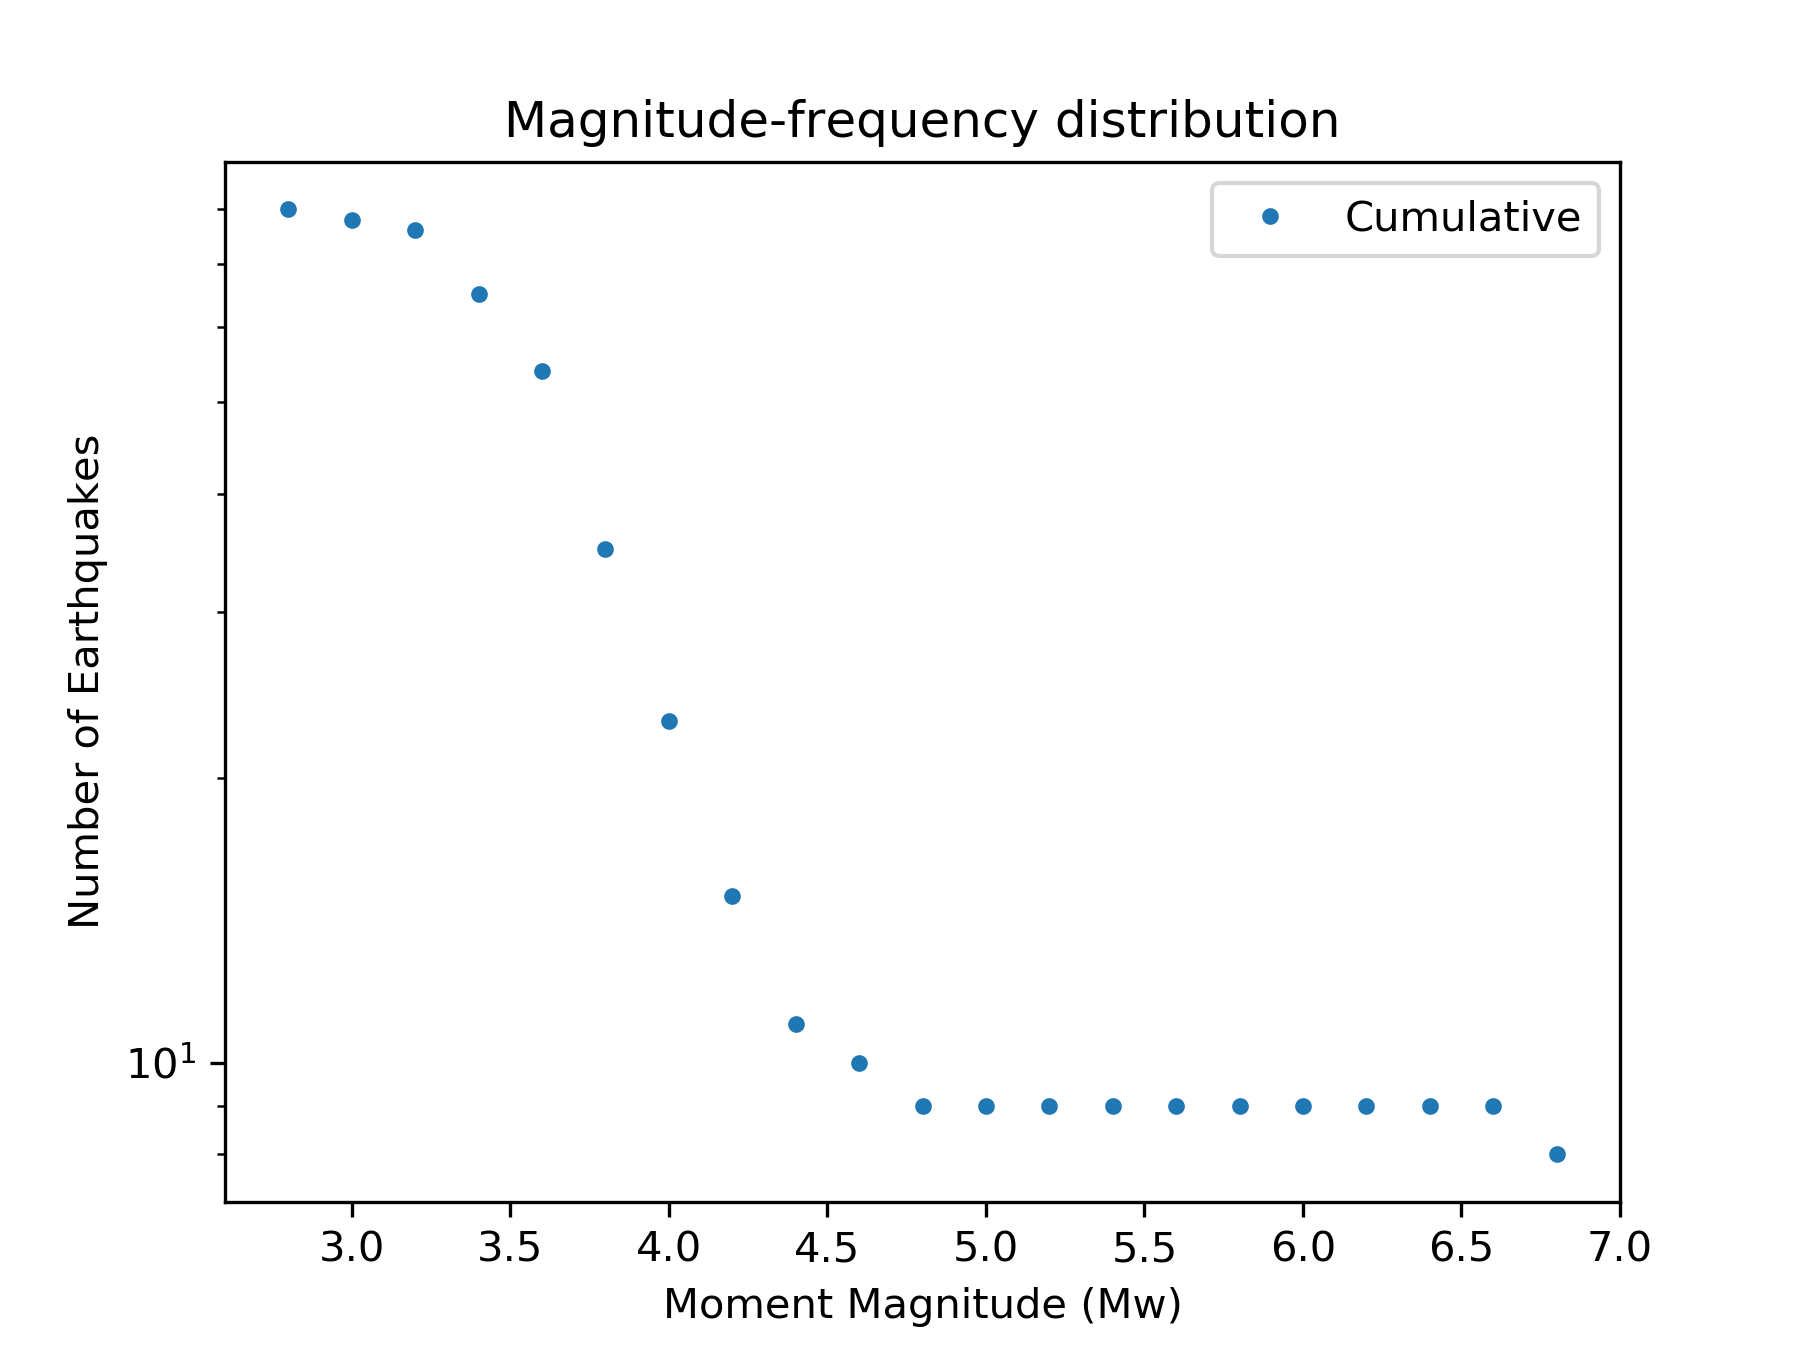 Magnitude-frequency distribution
Cumulative
Number of Earthquakes
10¹
3.0 3.5 4.0 4.5 5.0 5.5 6.0 6.5 7.0
Moment Magnitude (Mw)